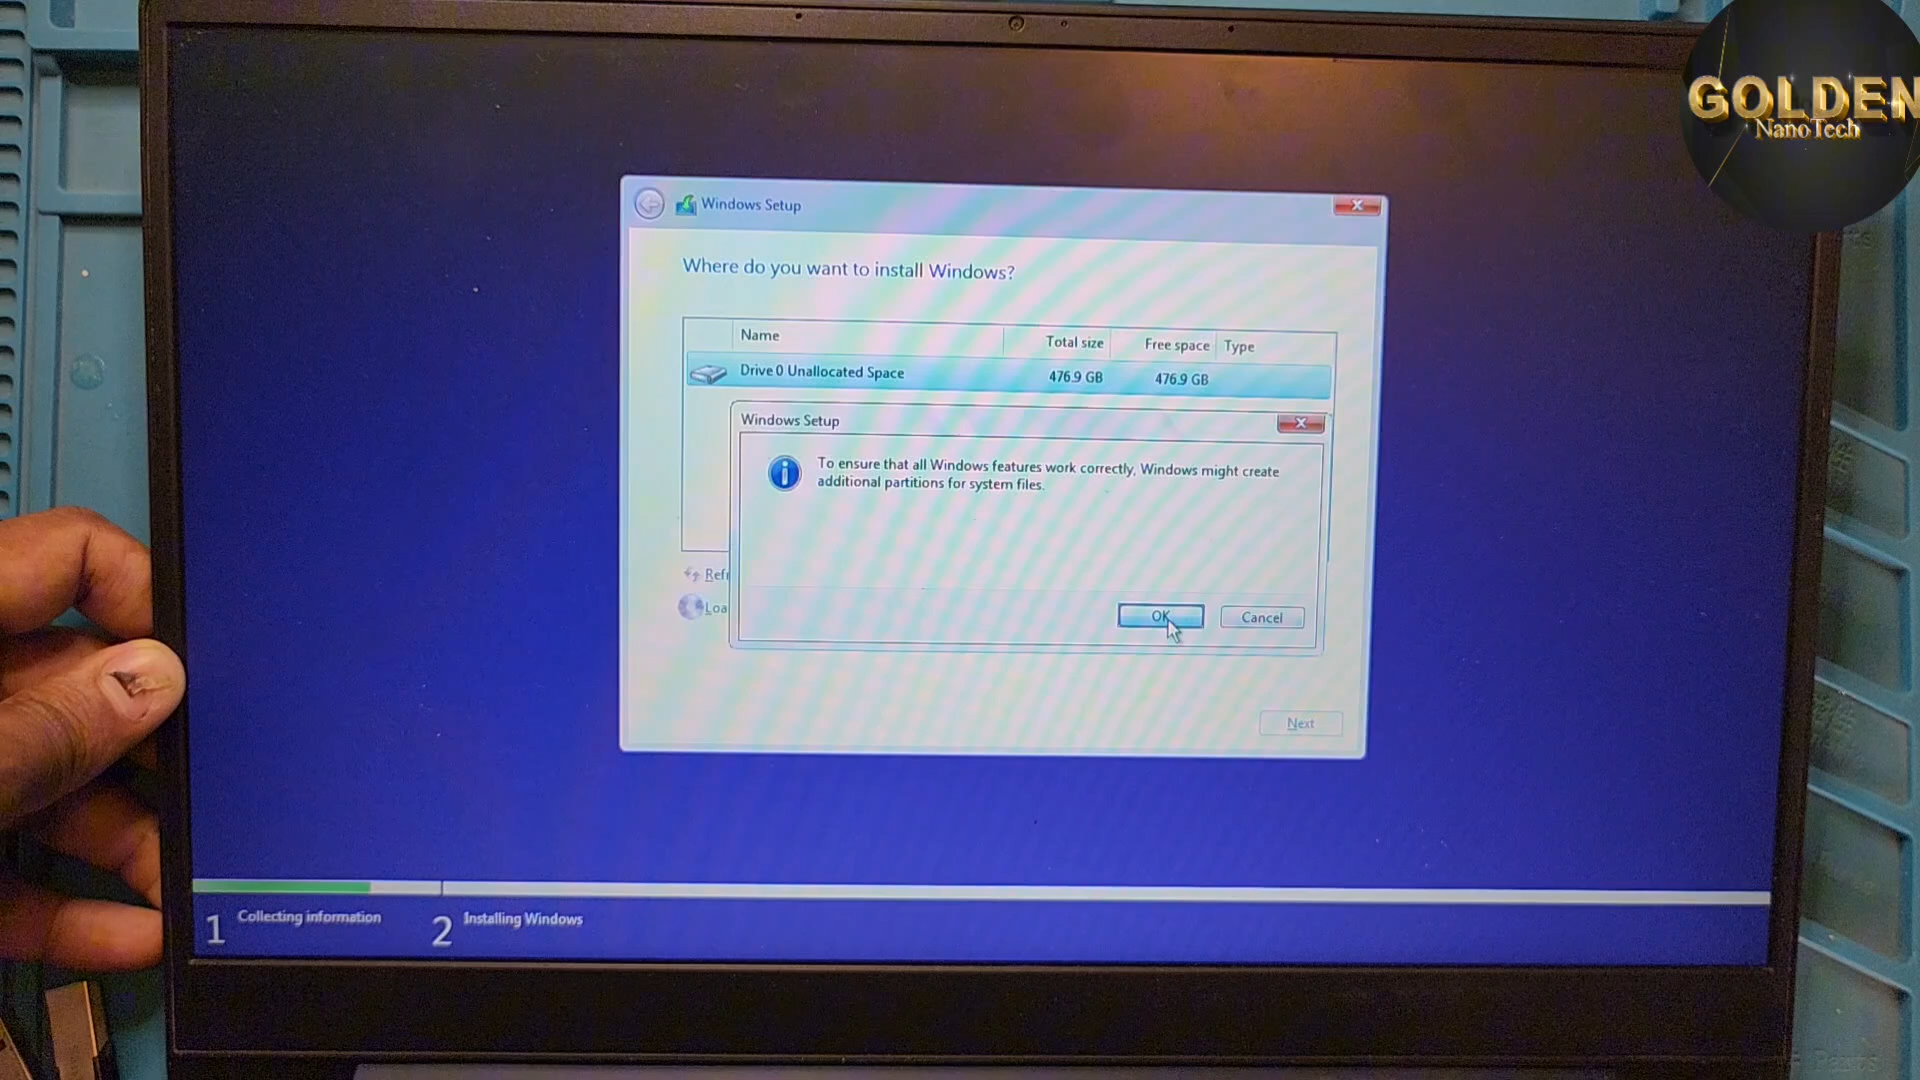 GOLDEN
NanoTech
Windows Setup
Where do you want to install Windows?
Name Total size Free space Type
Drive 0 Unallocated Space 476.9 GB 476.9 GB
Windows Setup
To ensure that all Windows features work correctly, Windows might create
additional partitions for system files.
Refr
Loa
OK Cancel
Next
1 Collecting information 2 Installing Windows